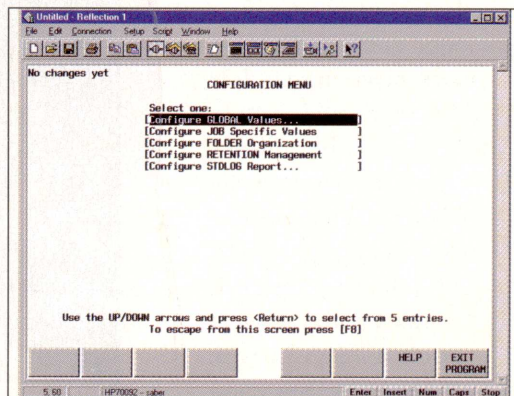 Untitled - Reflection 1
File Edit Connection Setup Script Window Help
No changes yet
CONFIGURATION MENU
Select one:
[Configure GLOBAL Values... ]
[Configure JOB Specific Values ]
[Configure FOLDER Organization ]
[Configure RETENTION Management ]
[Configure STDLOG Report... ]
Use the UP/DOWN arrows and press <Return> to select from 5 entries.
To escape from this screen press [F8]
HELP EXIT PROGRAM
5, 60 HP70092 – saber Enter Insert Num Caps Stop